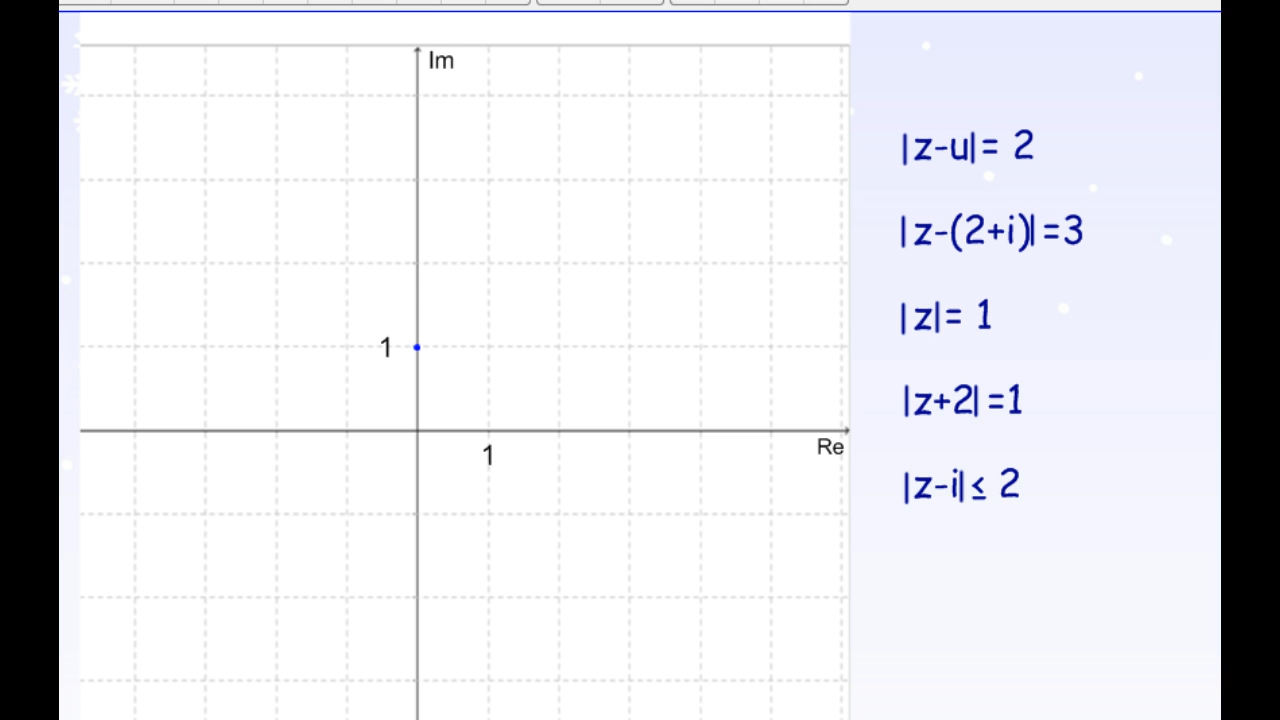 Im
|z-u|= 2
|z-(2+i)|=3
|z|= 1
1
|z+2|=1
Re
1
|z-i|≤ 2